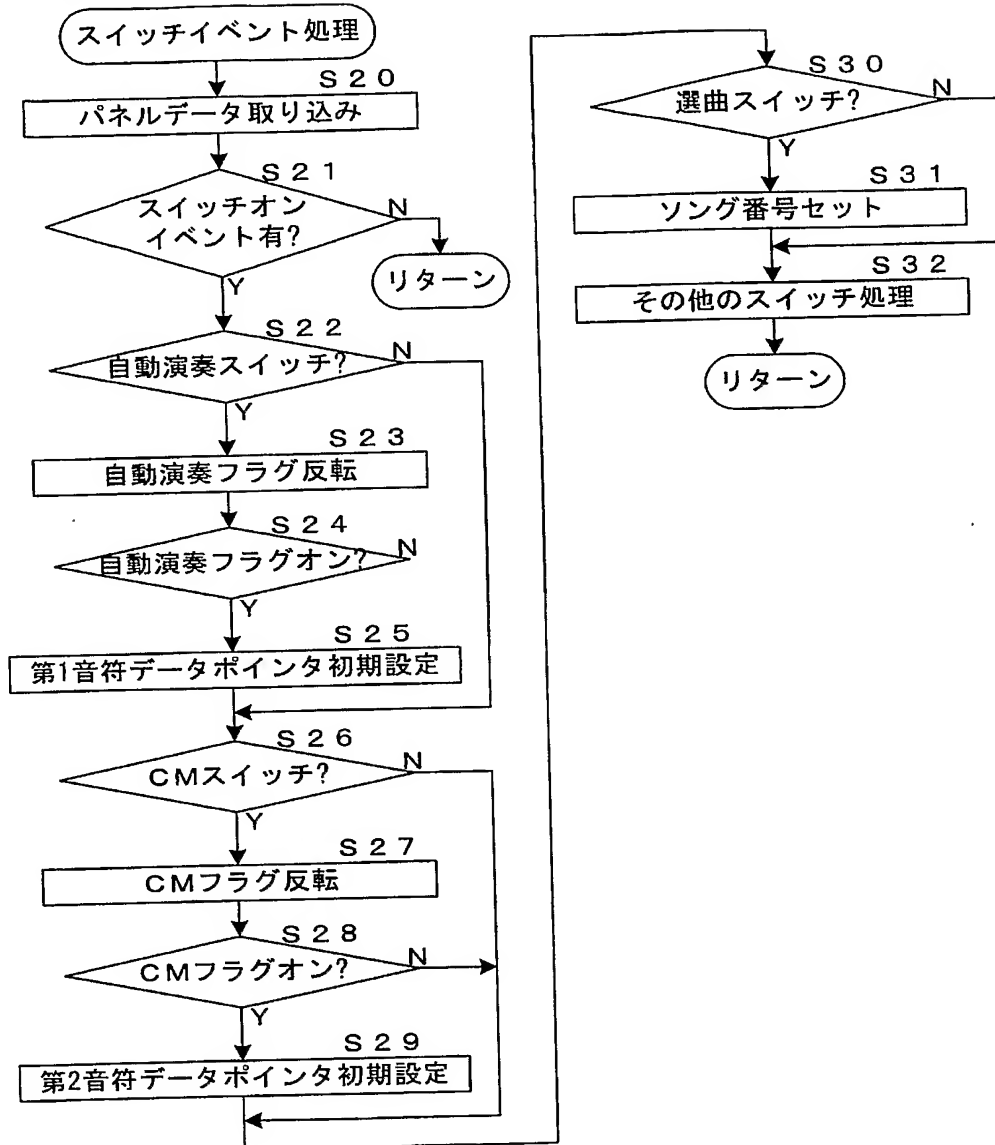 スイッチイベント処理
S20
パネルデータ取り込み
S21
スイッチオン
イベント有?
N
リターン
Y
S22
自動演奏スイッチ?
N
Y
S23
自動演奏フラグ反転
S24
自動演奏フラグオン?
N
Y
S25
第1音符データポインタ初期設定
S26
CMスイッチ?
N
Y
S27
CMフラグ反転
S28
CMフラグオン?
N
Y
S29
第2音符データポインタ初期設定
S30
選曲スイッチ?
N
Y
S31
ソング番号セット
S32
その他のスイッチ処理
リターン